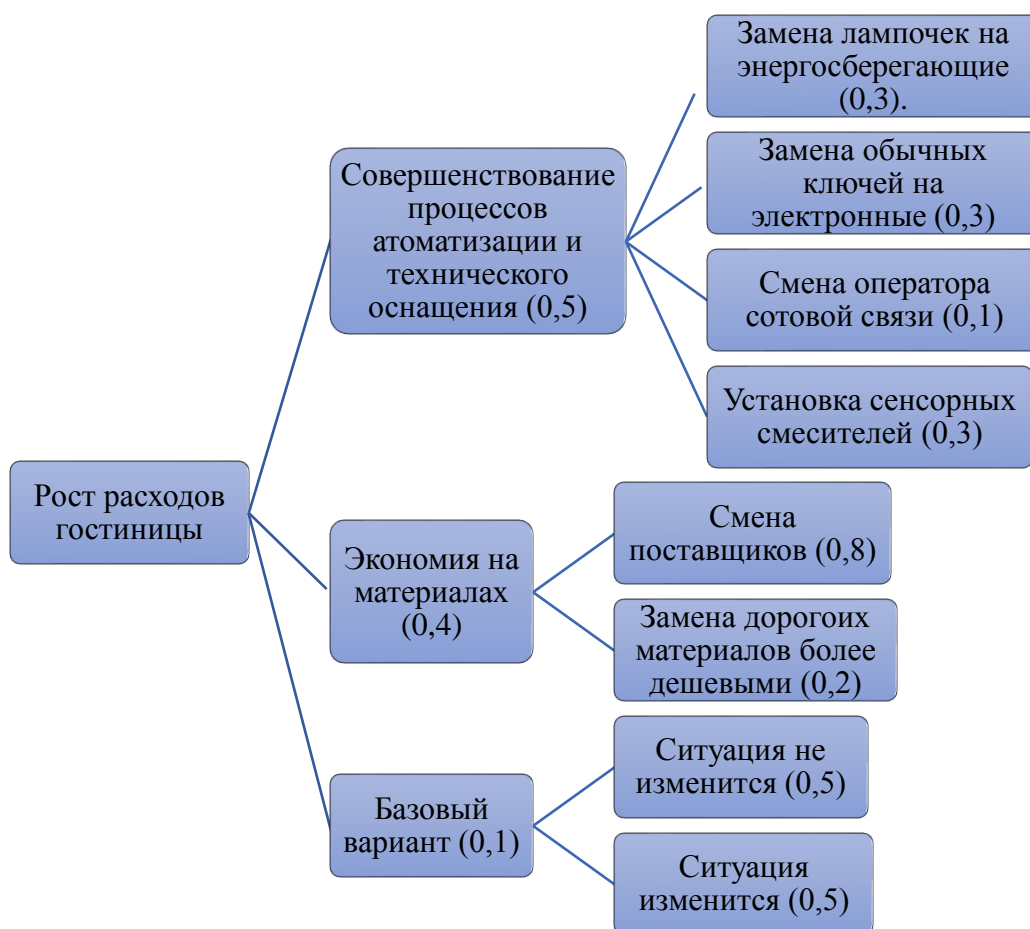 Замена лампочек на
энергосберегающие
(0,3).
Совершенствование
процессов
атоматизации и
технического
оснащения (0,5)
Замена обычных
ключей на
электронные (0,3)
Смена оператора
сотовой связи (0,1)
Установка сенсорных
смесителей (0,3)
Рост расходов
гостиницы
Экономия на
материалах
(0,4)
Смена
поставщиков (0,8)
Замена дорогоих
материалов более
дешевыми (0,2)
Базовый
вариант (0,1)
Ситуация не
изменится (0,5)
Ситуация
изменится (0,5)